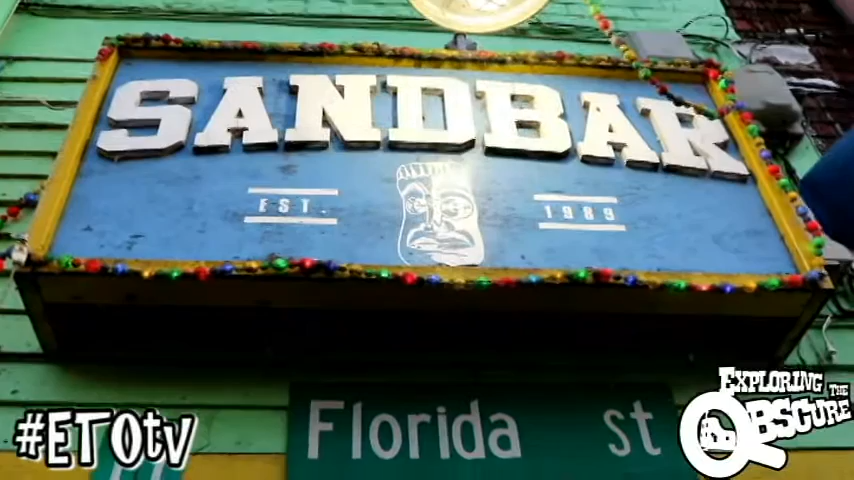 SANDBAR
EST. 1989
Florida st
#ETOtv
EXPLORING THE
OBSCURE